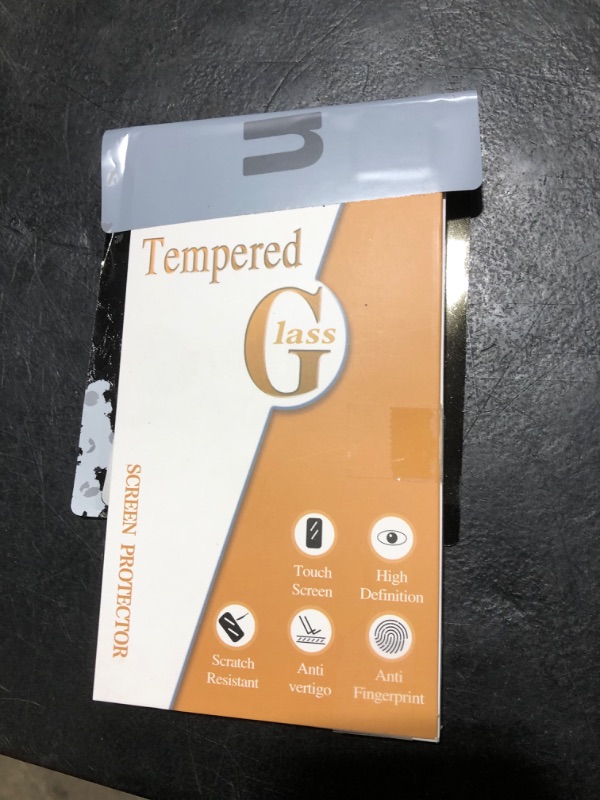 Tempered
Glass
SCREEN PROTECTOR
Touch
Screen
High
Definition
Scratch
Resistant
Anti
vertigo
Anti
Fingerprint